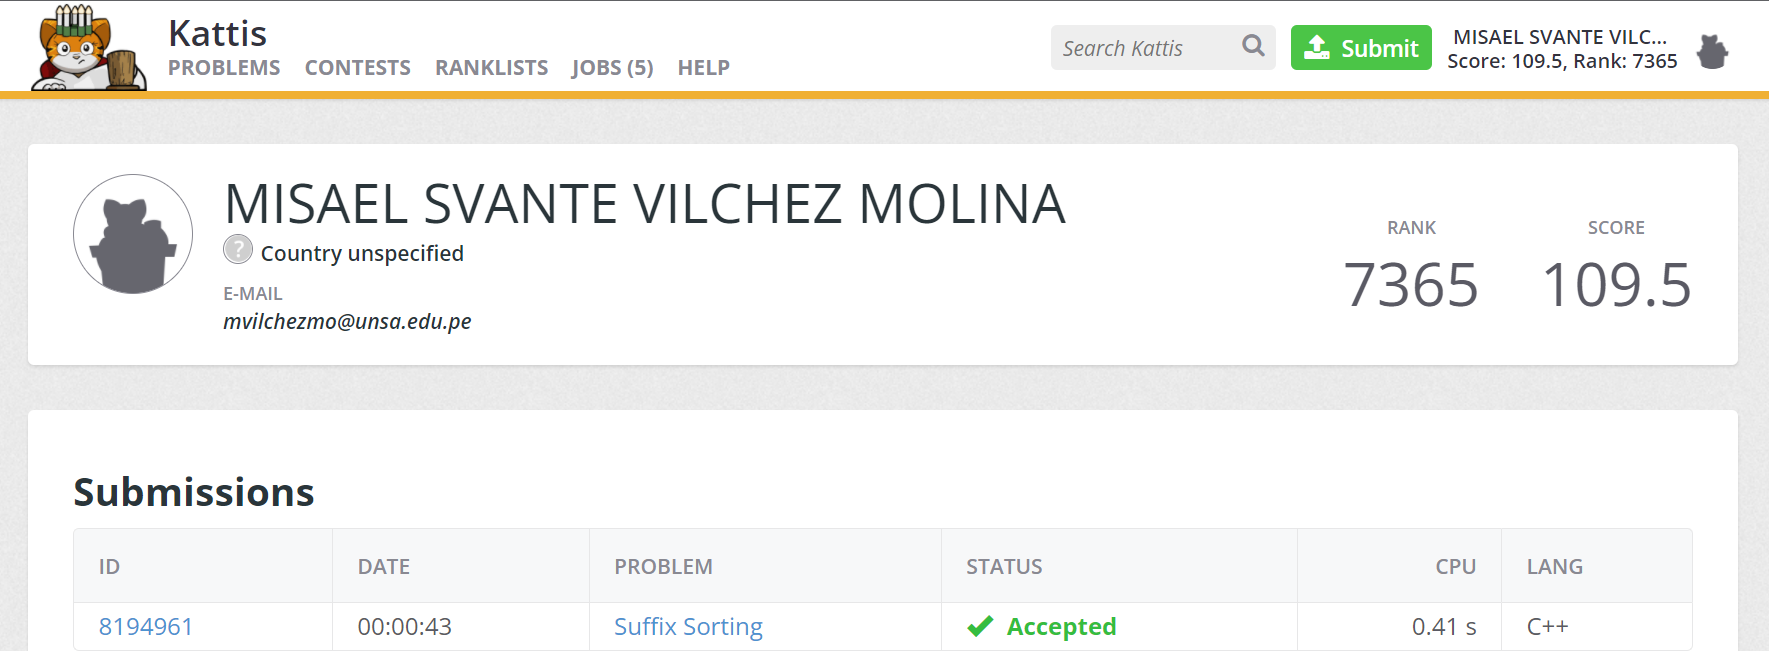 Kattis
PROBLEMS CONTESTS RANKLISTS JOBS (5) HELP
Search Kattis
Submit
MISAEL SVANTE VILC...
Score: 109.5, Rank: 7365
MISAEL SVANTE VILCHEZ MOLINA
? Country unspecified
E-MAIL
mvilchezmo@unsa.edu.pe
RANK SCORE
7365 109.5
Submissions
ID DATE PROBLEM STATUS CPU LANG
8194961 00:00:43 Suffix Sorting Accepted 0.41 s C++